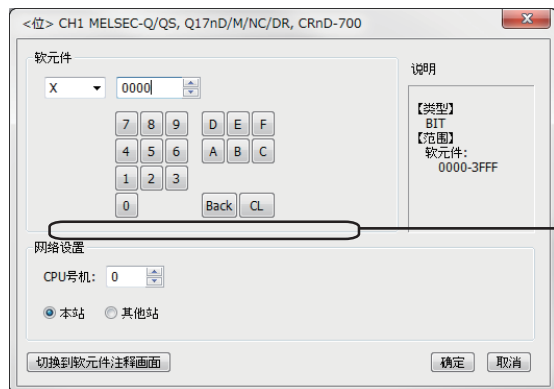 <位> CH1 MELSEC-Q/QS, Q17nD/M/NC/DR, CRnD-700
软元件
X 0000
7 8 9 D E F
4 5 6 A B C
1 2 3
0 Back CL
说明
【类型】
BIT
【范围】
软元件:
0000-3FFF
网络设置
CPU号机: 0
本站 其他站
切换到软元件注释画面 确定 取消